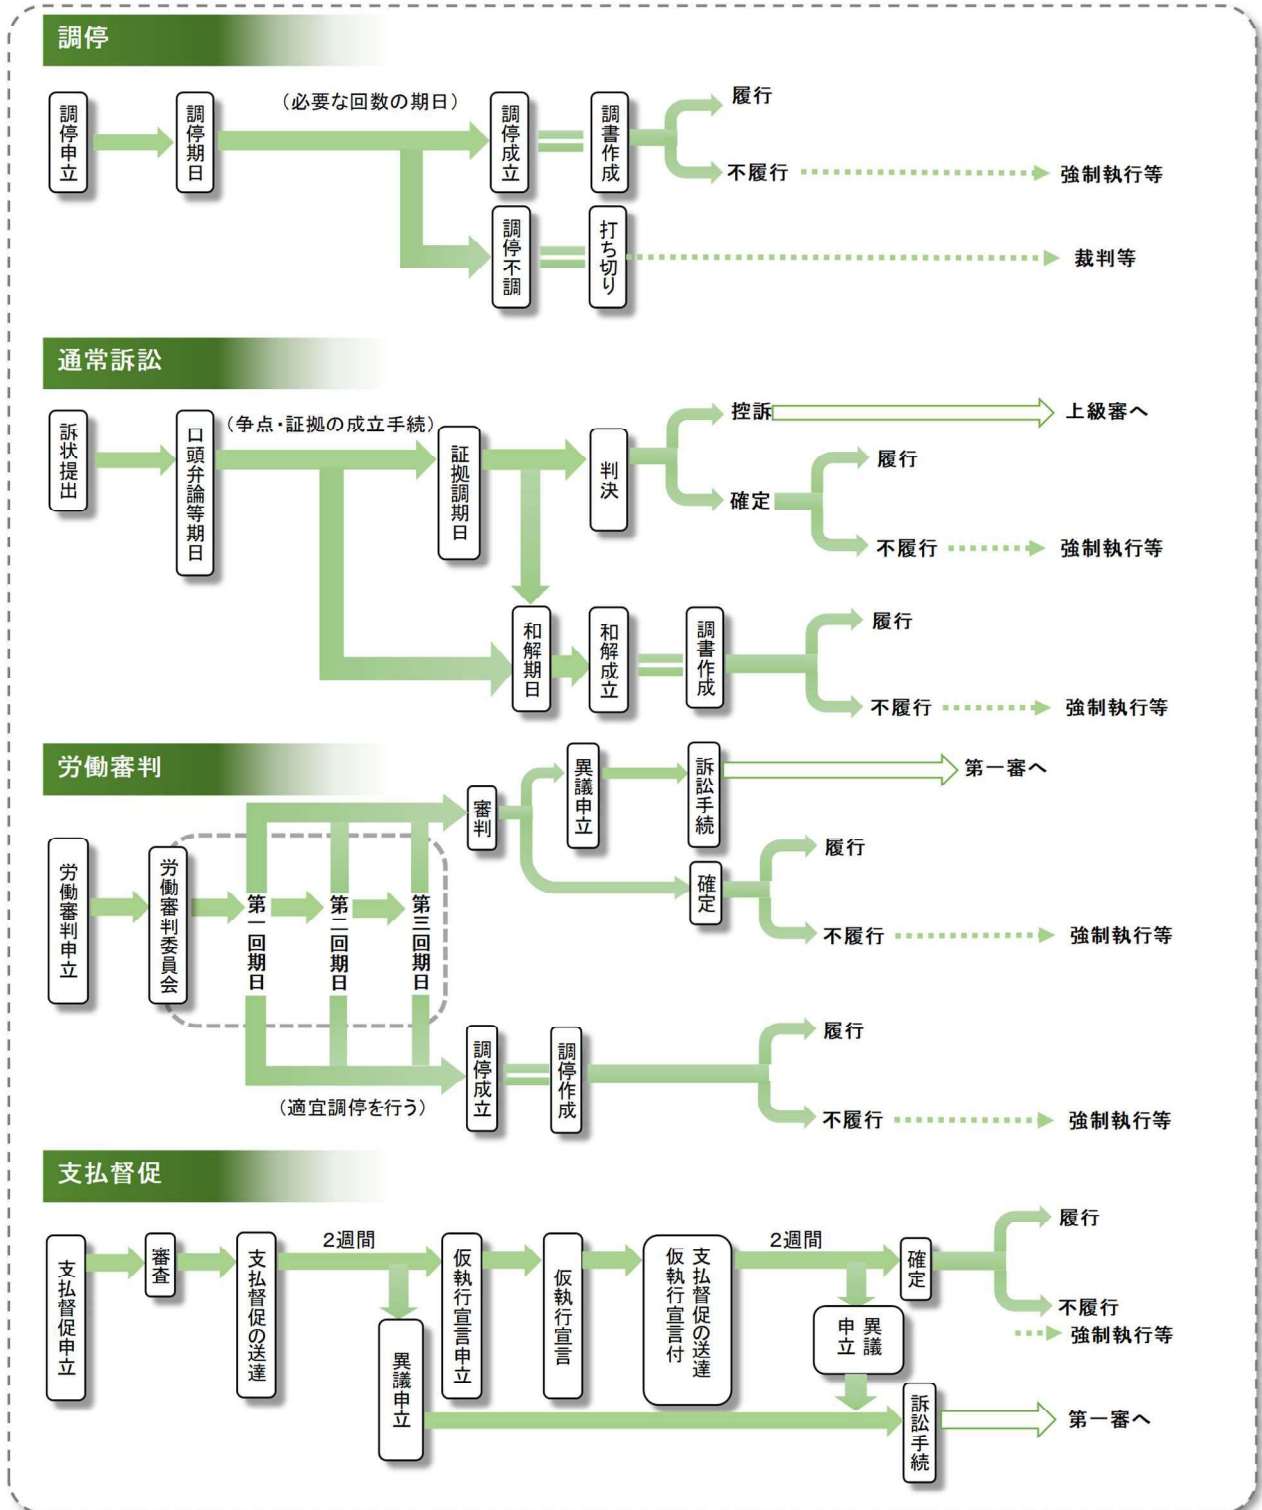 調停
調停申立
調停期日
（必要な回数の期日）
調停成立
調書作成
履行
不履行
強制執行等
調停不調
打ち切り
裁判等
通常訴訟
訴状提出
口頭弁論等期日
（争点・証拠の成立手続）
証拠調期日
判決
控訴
上級審へ
確定
履行
不履行
強制執行等
和解期日
和解成立
調書作成
履行
不履行
強制執行等
労働審判
労働審判申立
労働審判委員会
第一回期日
第二回期日
第三回期日
審判
異議申立
訴訟手続
第一審へ
確定
履行
不履行
強制執行等
（適宜調停を行う）
調停成立
調停作成
履行
不履行
強制執行等
支払督促
支払督促申立
審査
支払督促の送達
2週間
異議申立
仮執行宣言申立
仮執行宣言
支払督促の送達
仮執行宣言付
2週間
異議
申立
確定
履行
不履行
強制執行等
訴訟手続
第一審へ